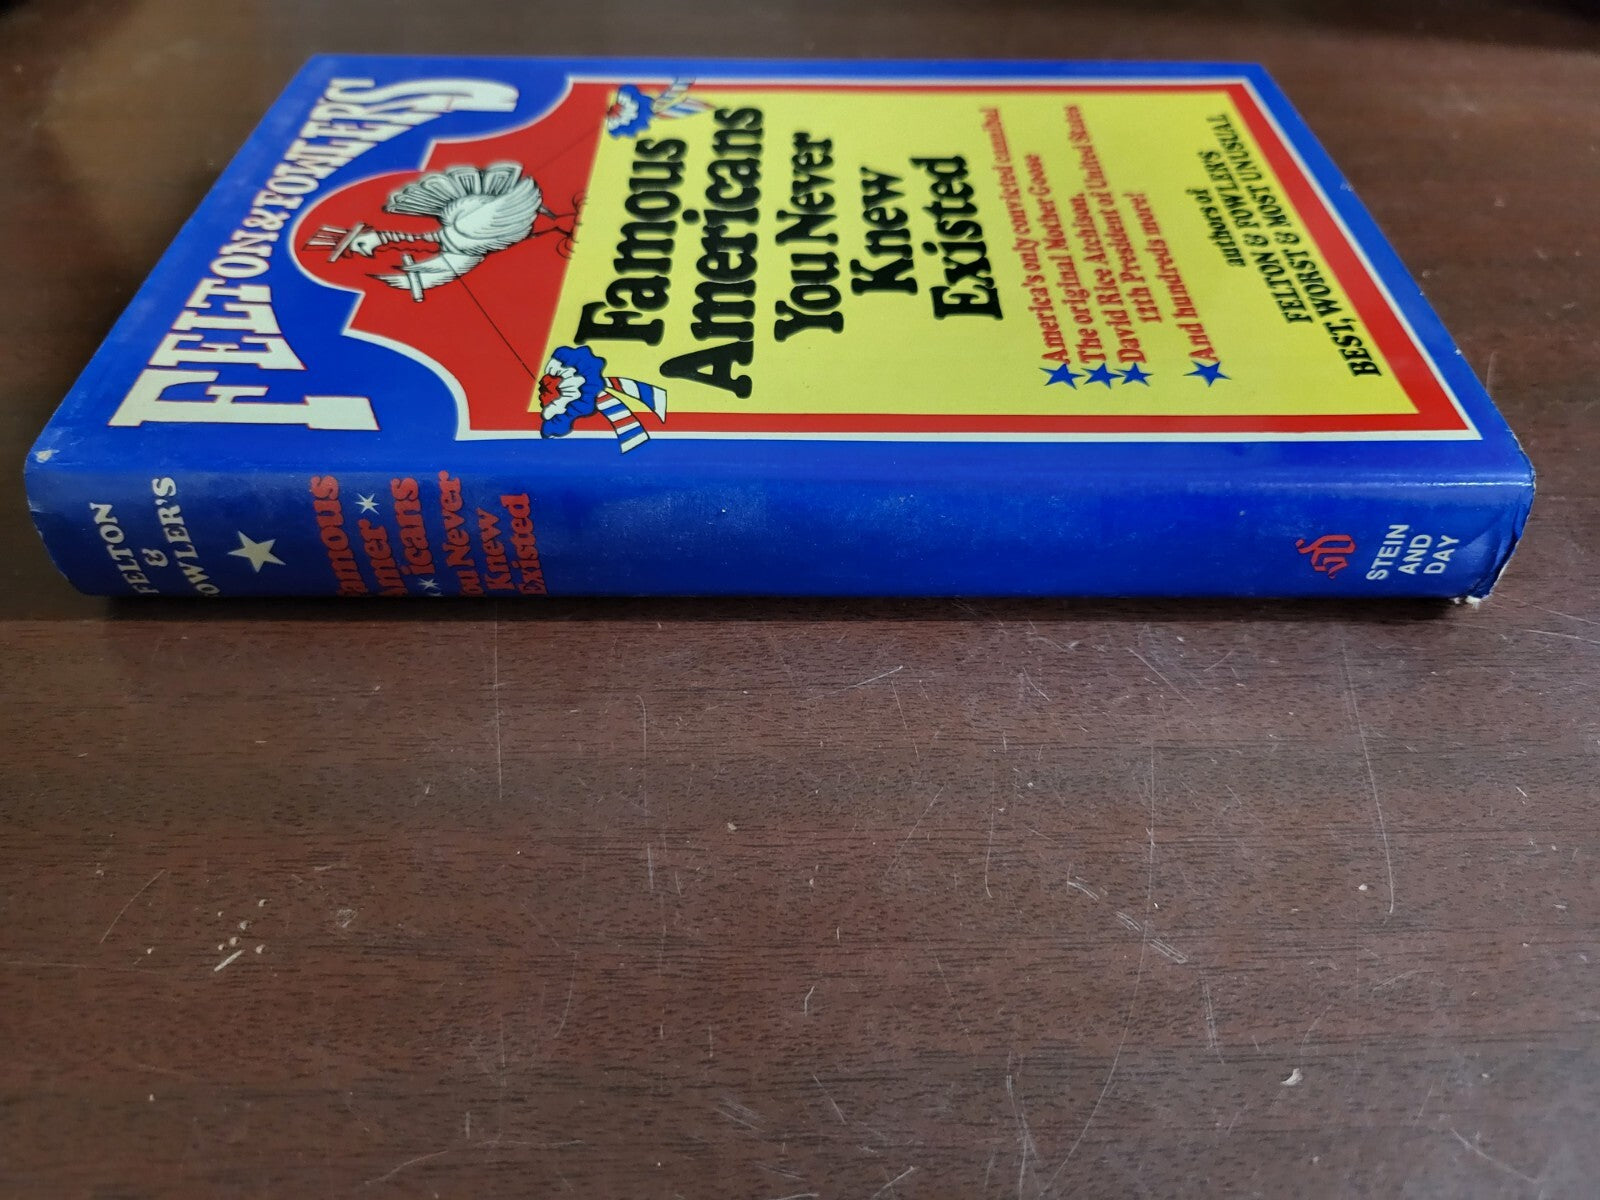 FELTON & FOWLER'S
Famous
Americans
You Never
Knew
Existed
America's only convicted cannibal
The original Mother Goose
David Rice Atchison,
12th President of United States
And hundreds more!
authors of
FELTON & FOWLER'S
BEST, WORST & MOST UNUSUAL
FELTON
&
FOWLER'S
Famous
Amer
icans
You Never
Knew
Existed
STEIN
AND
DAY